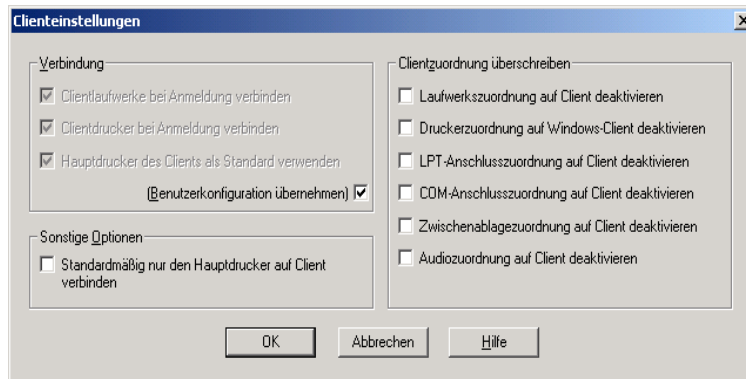 Clienteinstellungen
Verbindung
Clientlaufwerke bei Anmeldung verbinden
Clientdrucker bei Anmeldung verbinden
Hauptdrucker des Clients als Standard verwenden
(Benutzerkonfiguration übernehmen)
Sonstige Optionen
Standardmäßig nur den Hauptdrucker auf Client
verbinden
Clientzuordnung überschreiben
Laufwerkszuordnung auf Client deaktivieren
Druckerzuordnung auf Windows-Client deaktivieren
LPT-Anschlusszuordnung auf Client deaktivieren
COM-Anschlusszuordnung auf Client deaktivieren
Zwischenablagezuordnung auf Client deaktivieren
Audiozuordnung auf Client deaktivieren
OK
Abbrechen
Hilfe